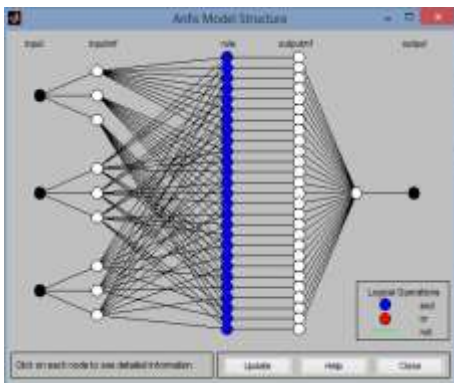 Anfis Model Structure
input inputmf rule outputmf output
Logical Operations
and
or
not
Click on each node to see detailed information
Update Help Close